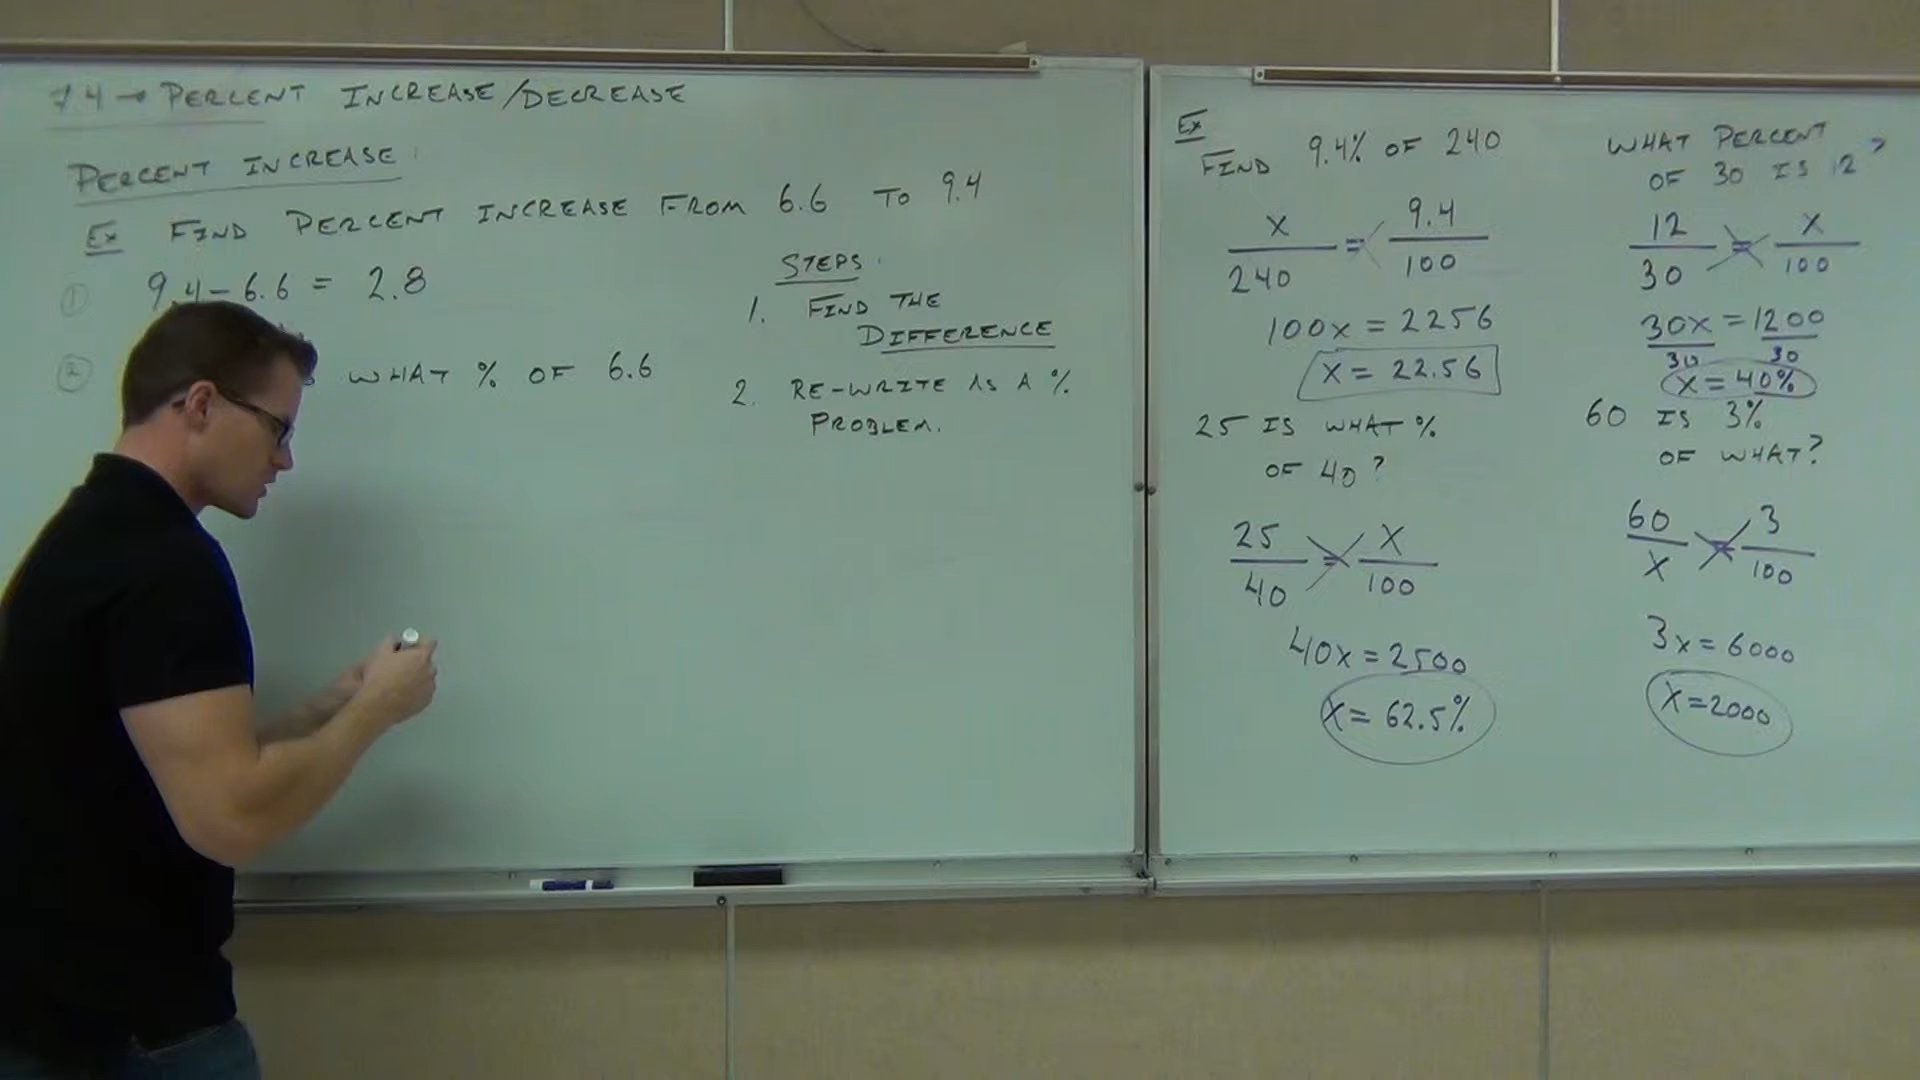 7.4 → PERCENT INCREASE/DECREASE
PERCENT INCREASE:
Ex FIND PERCENT INCREASE FROM 6.6 TO 9.4
① 9.4 - 6.6 = 2.8
② WHAT % OF 6.6
STEPS:
1. FIND THE
DIFFERENCE
2. RE-WRITE AS A %
PROBLEM.
Ex
FIND 9.4% OF 240
x/240 = 9.4/100
100x = 2256
x = 22.56
25 IS WHAT %
OF 40?
25/40 = x/100
40x = 2500
x = 62.5%
WHAT PERCENT
OF 30 IS 12?
12/30 = x/100
30x = 1200
30 30
x = 40%
60 IS 3%
OF WHAT?
60/x = 3/100
3x = 6000
x = 2000